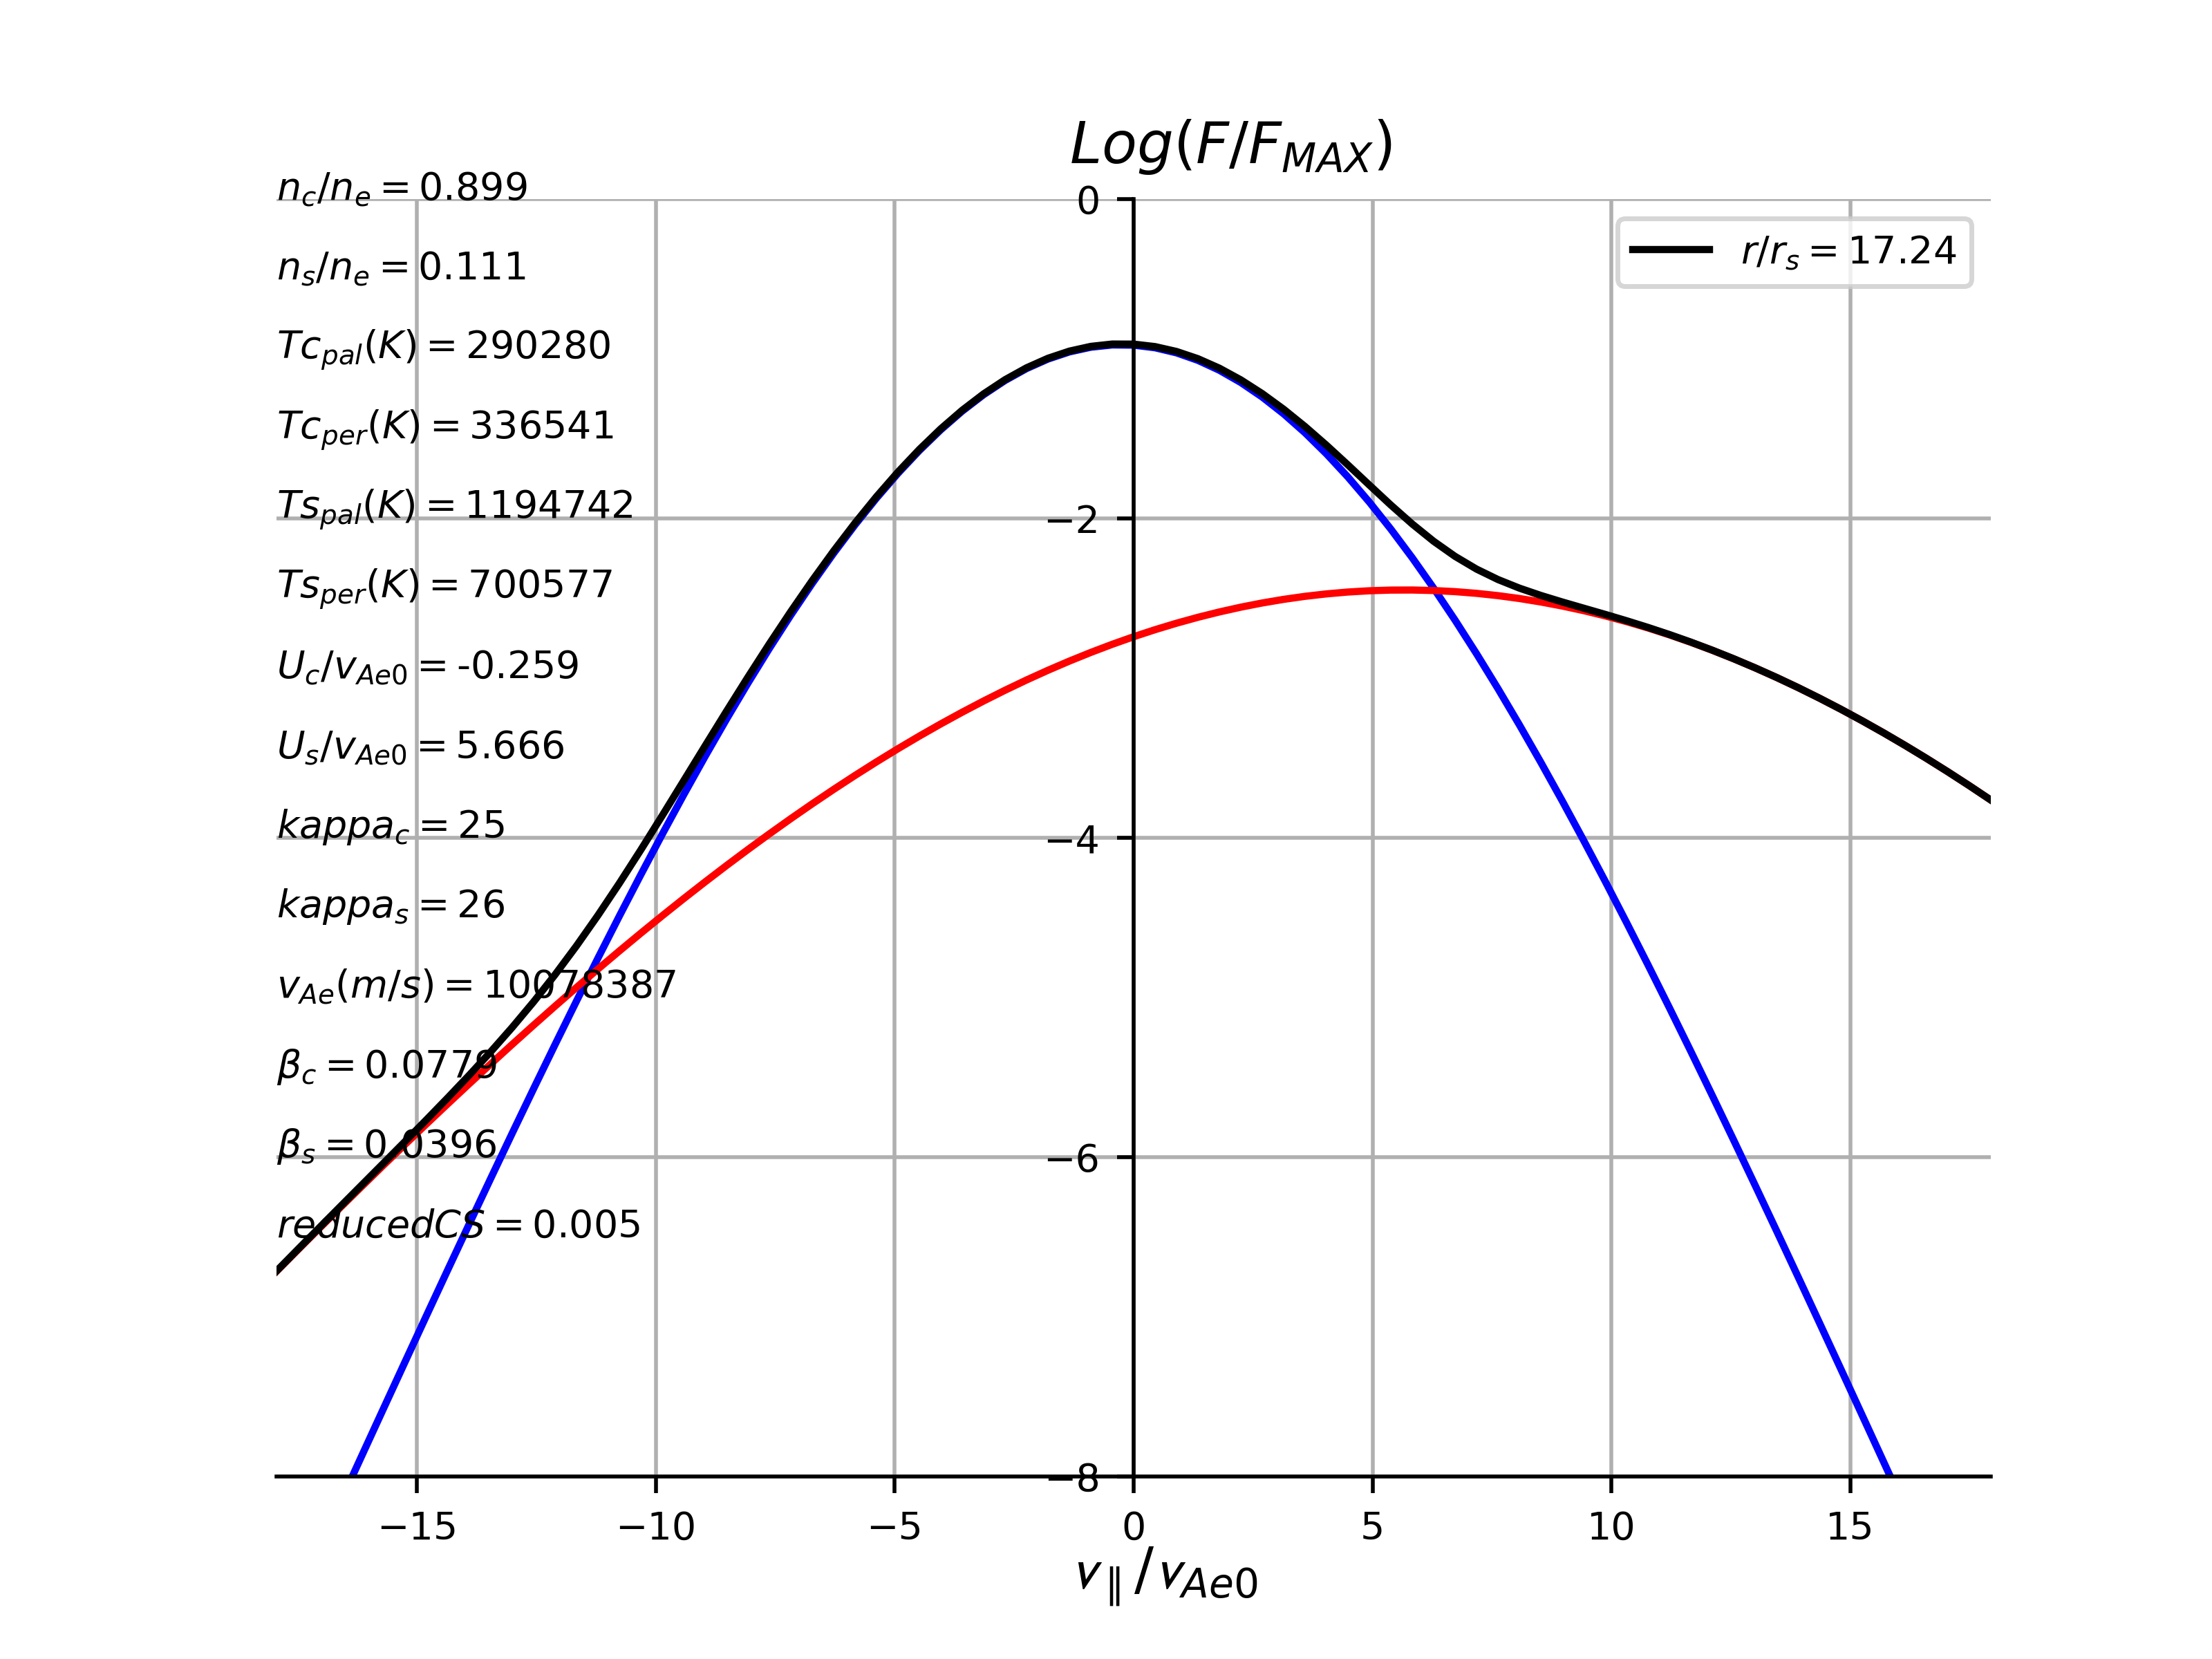 Log(F/F_MAX)
n_c/n_e = 0.899
n_s/n_e = 0.111
Tc_pal(K) = 290280
Tc_per(K) = 336541
Ts_pal(K) = 1194742
Ts_per(K) = 700577
U_c/v_Ae0 = -0.259
U_s/v_Ae0 = 5.666
kappa_c = 25
kappa_s = 26
v_Ae(m/s) = 10078387
β_c = 0.0779
β_s = 0.0396
reducedCS = 0.005
r/r_s = 17.24
0
−2
−4
−6
−8
−15 −10 −5 0 5 10 15
v_∥/v_Ae0